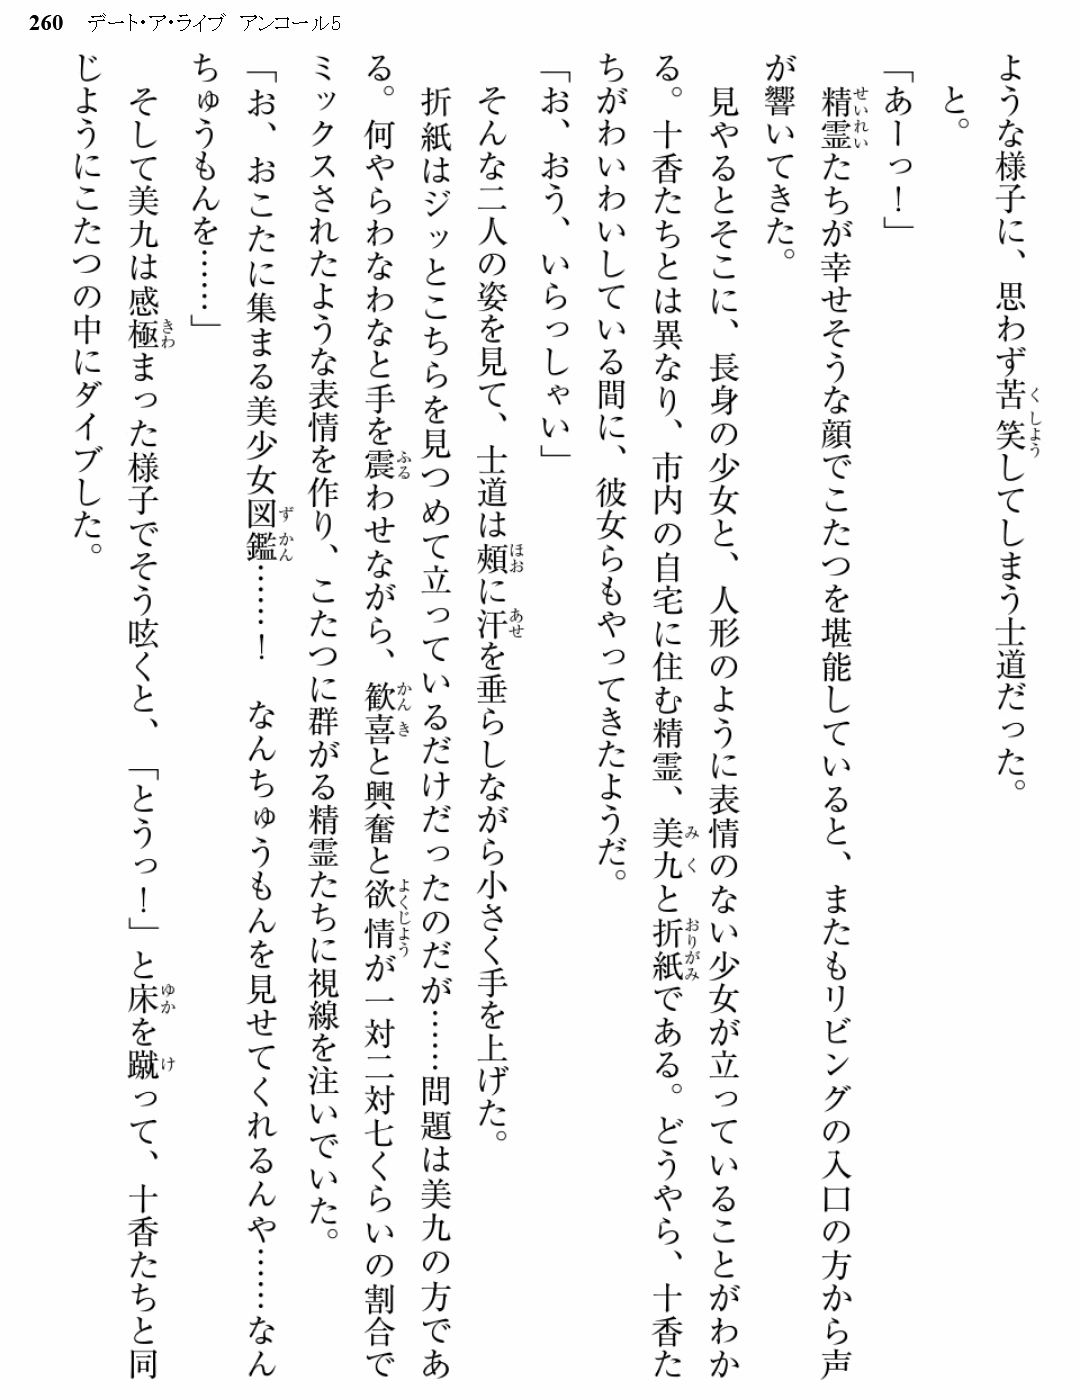 260 デート・ア・ライブ アンコール5
ような様子に、思わず苦笑してしまう士道だった。
と。
「あーっ！」
精霊たちが幸せそうな顔でこたつを堪能していると、またもリビングの入口の方から声
が響いてきた。
見やるとそこに、長身の少女と、人形のように表情のない少女が立っていることがわか
る。十香たちとは異なり、市内の自宅に住む精霊、美九と折紙である。どうやら、十香た
ちがわいわいしている間に、彼女らもやってきたようだ。
「お、おう、いらっしゃい」
そんな二人の姿を見て、士道は頰に汗を垂らしながら小さく手を上げた。
折紙はジッとこちらを見つめて立っているだけだったのだが……問題は美九の方であ
る。何やらわなわなと手を震わせながら、歓喜と興奮と欲情が一対二対七くらいの割合で
ミックスされたような表情を作り、こたつに群がる精霊たちに視線を注いでいた。
「お、おこたに集まる美少女図鑑……！　なんちゅうもんを見せてくれるんや……なん
ちゅうもんを……」
そして美九は感極まった様子でそう呟くと、「とうっ！」と床を蹴って、十香たちと同
じようにこたつの中にダイブした。